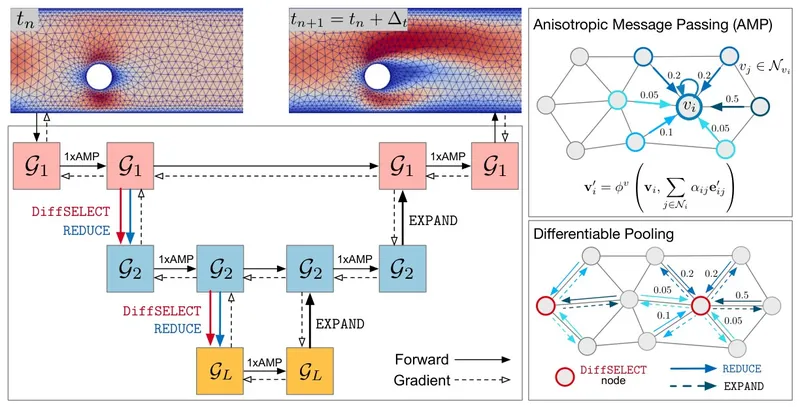 t_n
t_{n+1} = t_n + Δ_t
G_1
1xAMP
G_1
G_1
1xAMP
G_1
DiffSELECT
REDUCE
EXPAND
G_2
1xAMP
G_2
G_2
1xAMP
G_2
DiffSELECT
REDUCE
EXPAND
G_L
1xAMP
G_L
Forward
Gradient
Anisotropic Message Passing (AMP)
v_j ∈ N_{v_i}
0.2
0.2
0.05
v_i
0.5
0.1
0.05
v′_i = ϕ^v ( v_i, ∑_{j∈N_i} α_{ij} e′_{ij} )
Differentiable Pooling
0.2
0.2
0.05
0.5
0.1
0.05
DiffSELECT
node
REDUCE
EXPAND